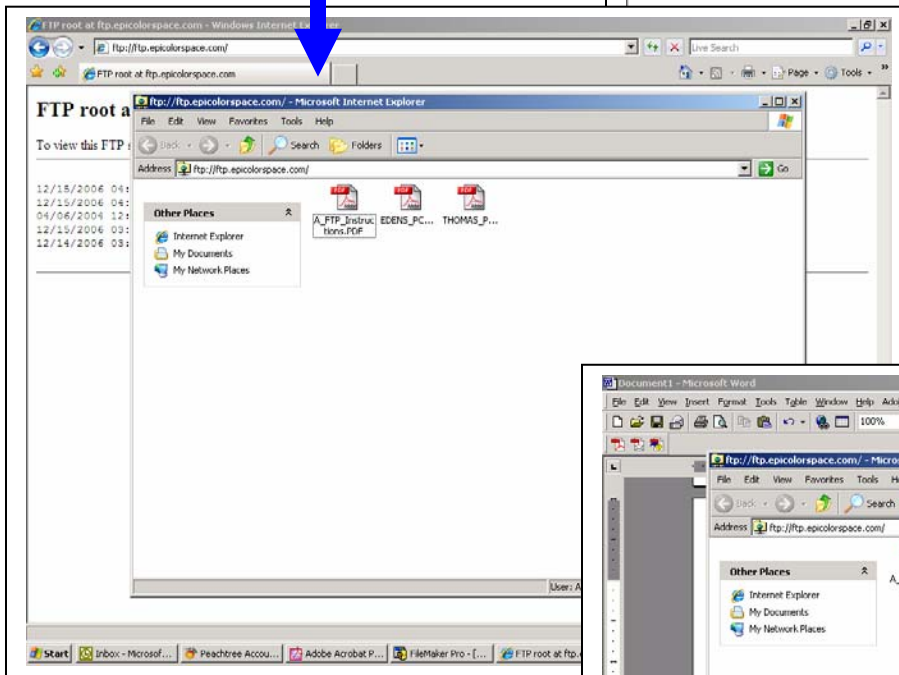 FTP root at ftp.epicolorspace.com - Windows Internet
ftp://ftp.epicolorspace.com/
Live Search
FTP root at ftp.epicolorspace.com
Page
Tools
FTP root a
To view this FTP
12/15/2006 04:
12/15/2006 04:
04/06/2004 12:
12/15/2006 03:
12/14/2006 03:
ftp://ftp.epicolorspace.com/ - Microsoft Internet Explorer
File Edit View Favorites Tools Help
Back Search Folders
Address ftp://ftp.epicolorspace.com/ Go
Other Places
Internet Explorer
My Documents
My Network Places
A_FTP_Instruc
tions.PDF
EDENS_PC...
THOMAS_P...
User: A
Start Inbox - Microsof... Peachtree Accou... Adobe Acrobat P... FileMaker Pro - [... FTP root at ftp.
Document1 - Microsoft Word
File Edit View Insert Format Tools Table Window Help
100%
ftp://ftp.epicolorspace.com/ - Micro
File Edit View Favorites Tools
Back Search
Address ftp://ftp.epicolorspace.com/
Other Places
Internet Explorer
My Documents
My Network Places
A_